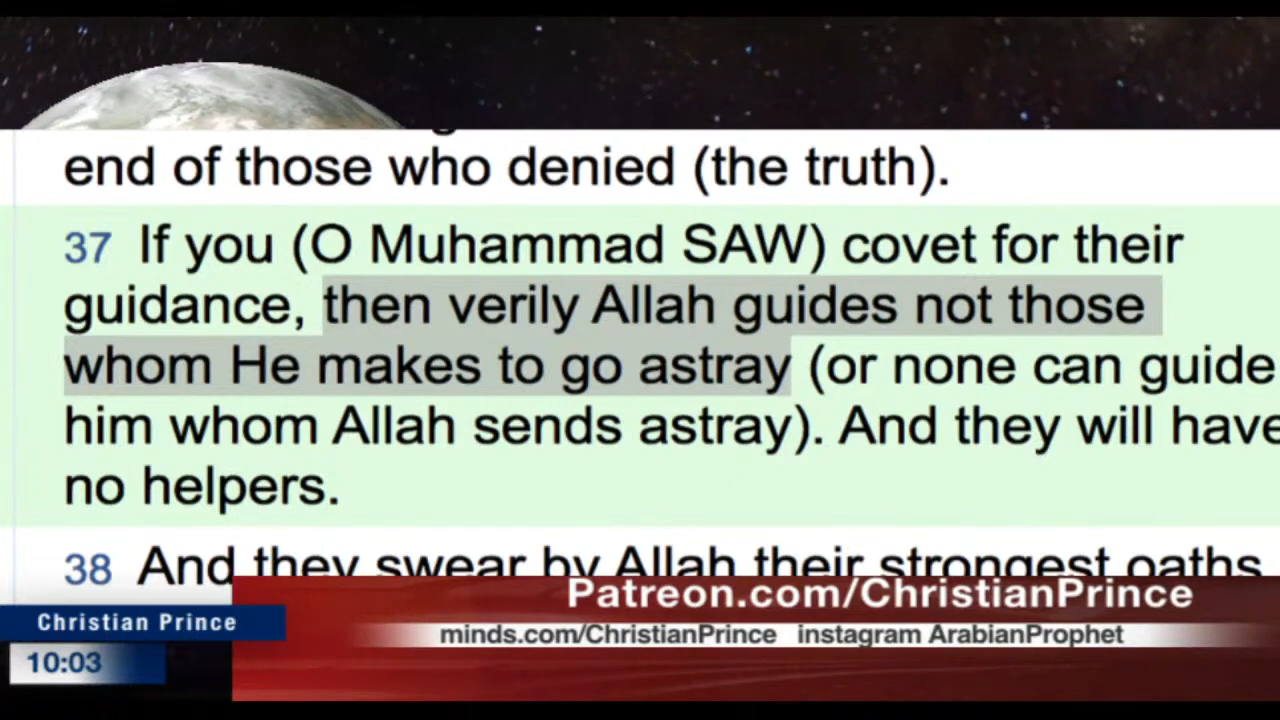 end of those who denied (the truth).
37 If you (O Muhammad SAW) covet for their
guidance, then verily Allah guides not those
whom He makes to go astray (or none can guide
him whom Allah sends astray). And they will have
no helpers.
38 And they swear by Allah their strongest oaths
Patreon.com/ChristianPrince
Christian Prince
minds.com/ChristianPrince instagram ArabianProphet
10:03